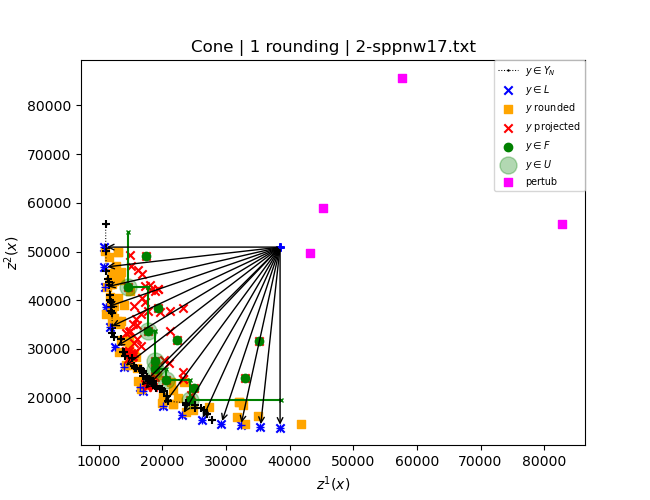 Cone | 1 rounding | 2-sppnw17.txt
z²(x)
80000
70000
60000
50000
40000
30000
20000
y ∈ Y_N
y ∈ L
y rounded
y projected
y ∈ F
y ∈ U
pertub
10000 20000 30000 40000 50000 60000 70000 80000
z¹(x)